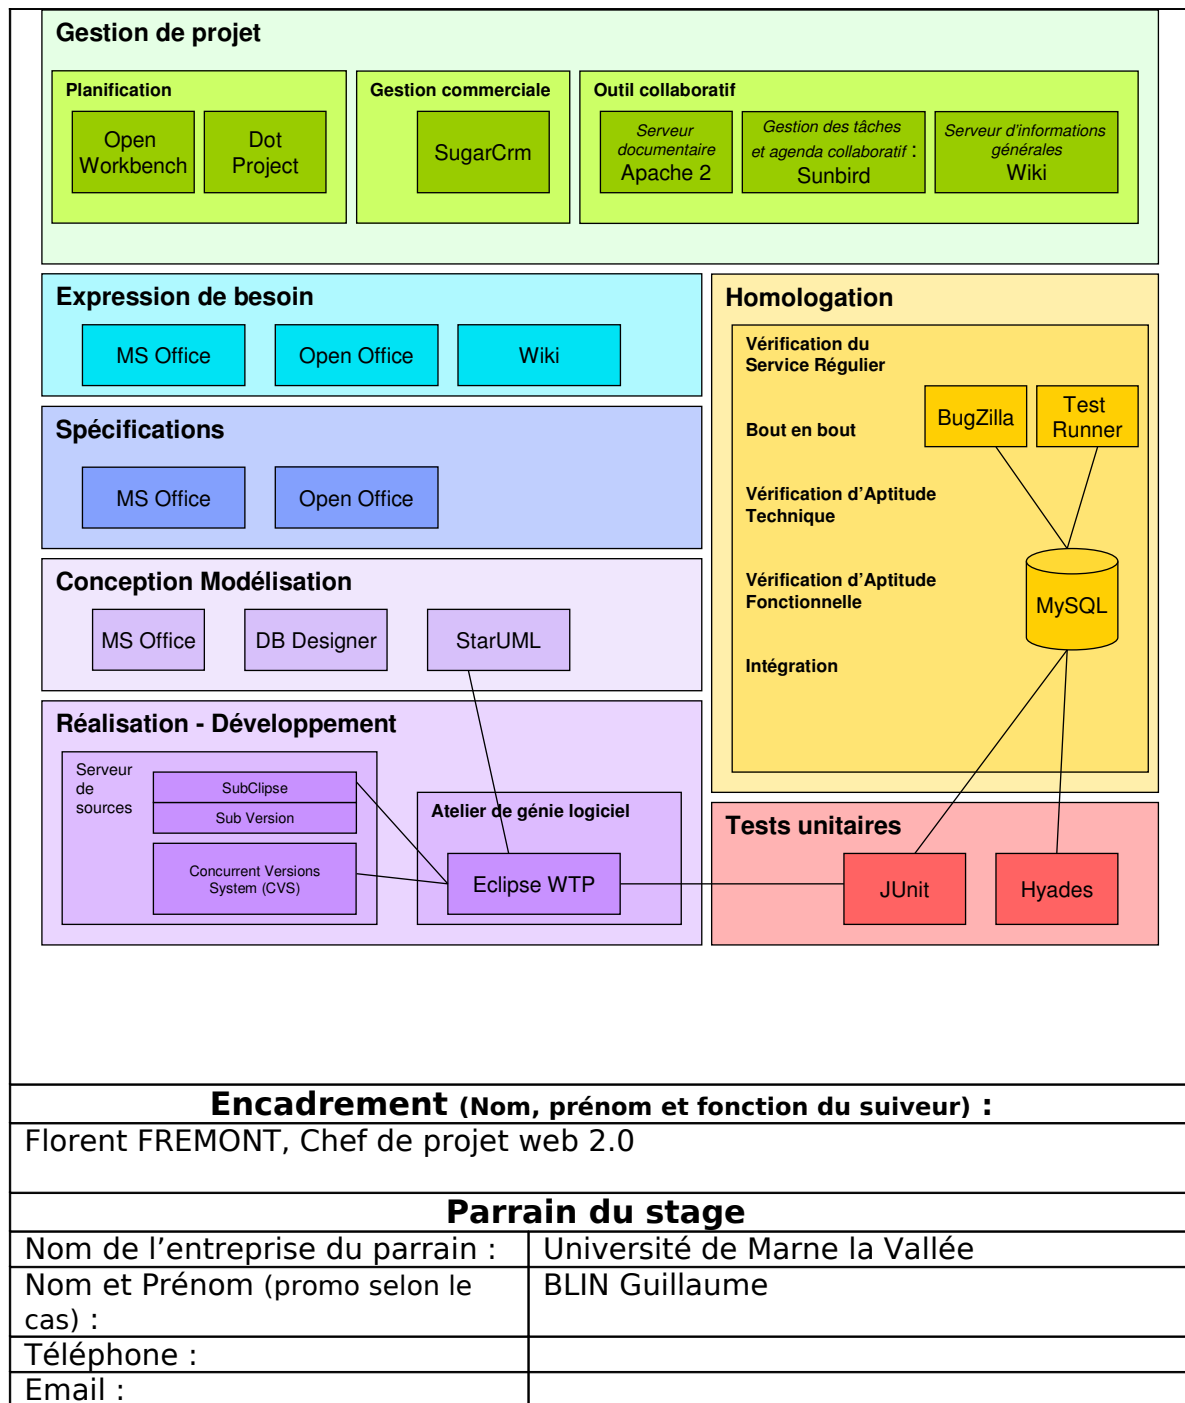 Gestion de projet
Planification
Open
Workbench
Dot
Project
Gestion commerciale
SugarCrm
Outil collaboratif
Serveur
documentaire
Apache 2
Gestion des tâches
et agenda collaboratif :
Sunbird
Serveur d'informations
générales
Wiki
Expression de besoin
MS Office
Open Office
Wiki
Spécifications
MS Office
Open Office
Conception Modélisation
MS Office
DB Designer
StarUML
Réalisation - Développement
Serveur
de
sources
SubClipse
Sub Version
Concurrent Versions
System (CVS)
Atelier de génie logiciel
Eclipse WTP
Homologation
Vérification du
Service Régulier
Bout en bout
Vérification d’Aptitude
Technique
Vérification d’Aptitude
Fonctionnelle
Intégration
BugZilla
Test
Runner
MySQL
Tests unitaires
JUnit
Hyades
Encadrement (Nom, prénom et fonction du suiveur) :
Florent FREMONT, Chef de projet web 2.0
Parrain du stage
Nom de l’entreprise du parrain :
Université de Marne la Vallée
Nom et Prénom (promo selon le
cas) :
BLIN Guillaume
Téléphone :
Email :